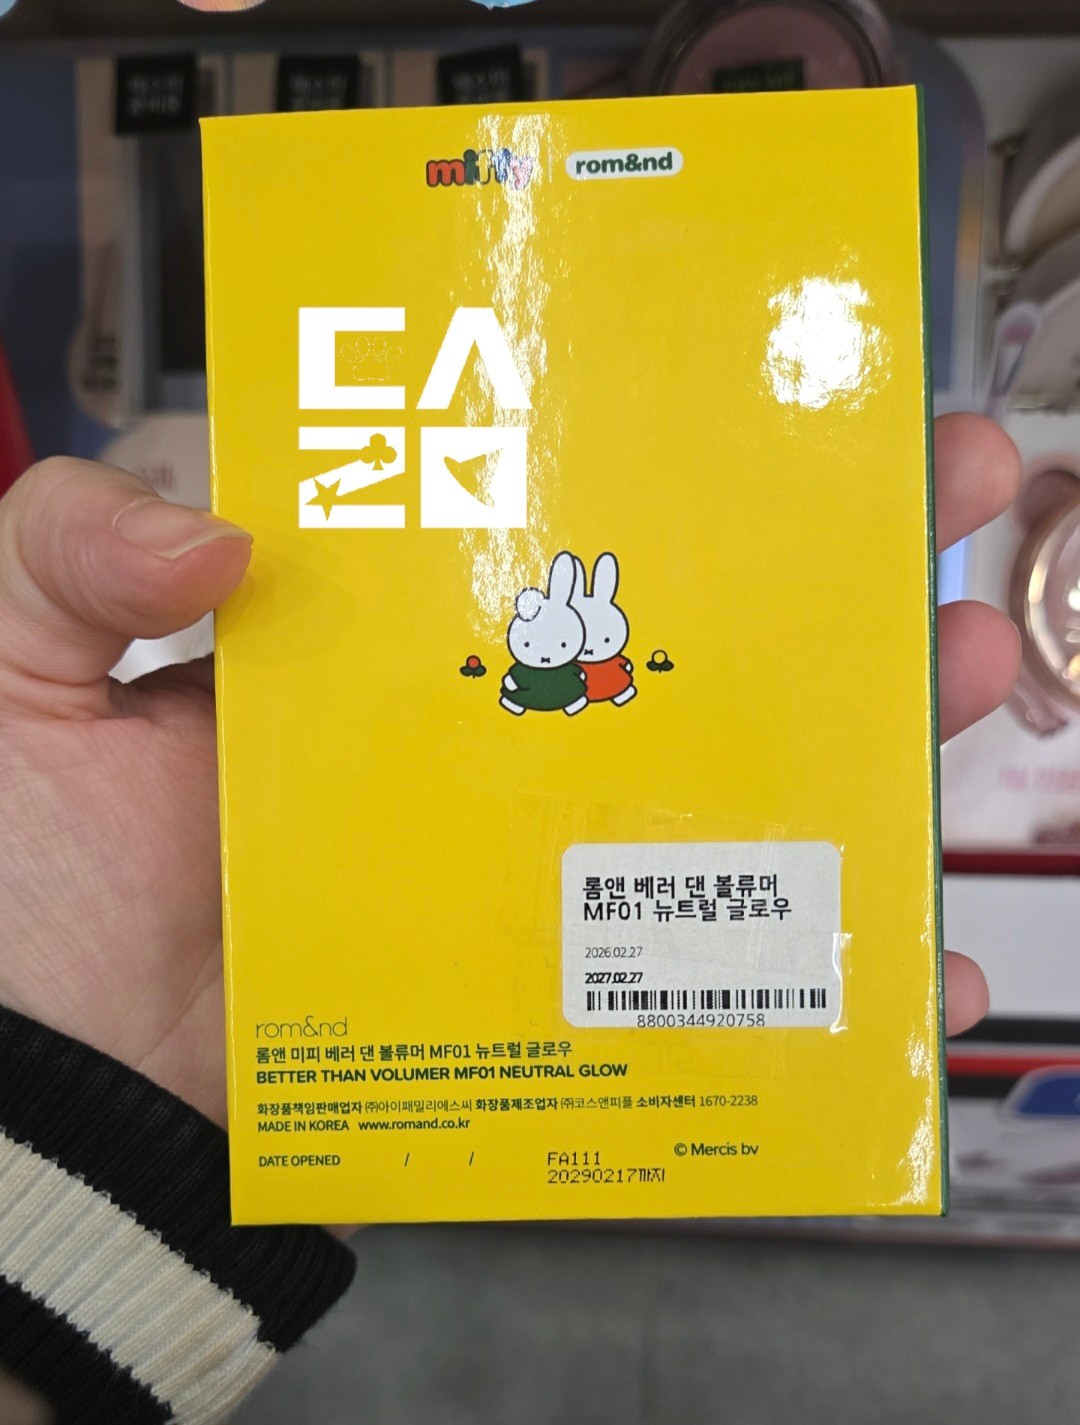 miffy rom&nd
롬앤 베러 댄 볼류머
MF01 뉴트럴 글로우
2026.02.27
2027.02.27
8800344920758
rom&nd
롬앤 미피 베러 댄 볼류머 MF01 뉴트럴 글로우
BETTER THAN VOLUMER MF01 NEUTRAL GLOW
화장품책임판매업자 ㈜아이패밀리에스씨 화장품제조업자 ㈜코스앤피플 소비자센터 1670-2238
MADE IN KOREA www.romand.co.kr
DATE OPENED / /
FA111
20290217까지
© Mercis bv